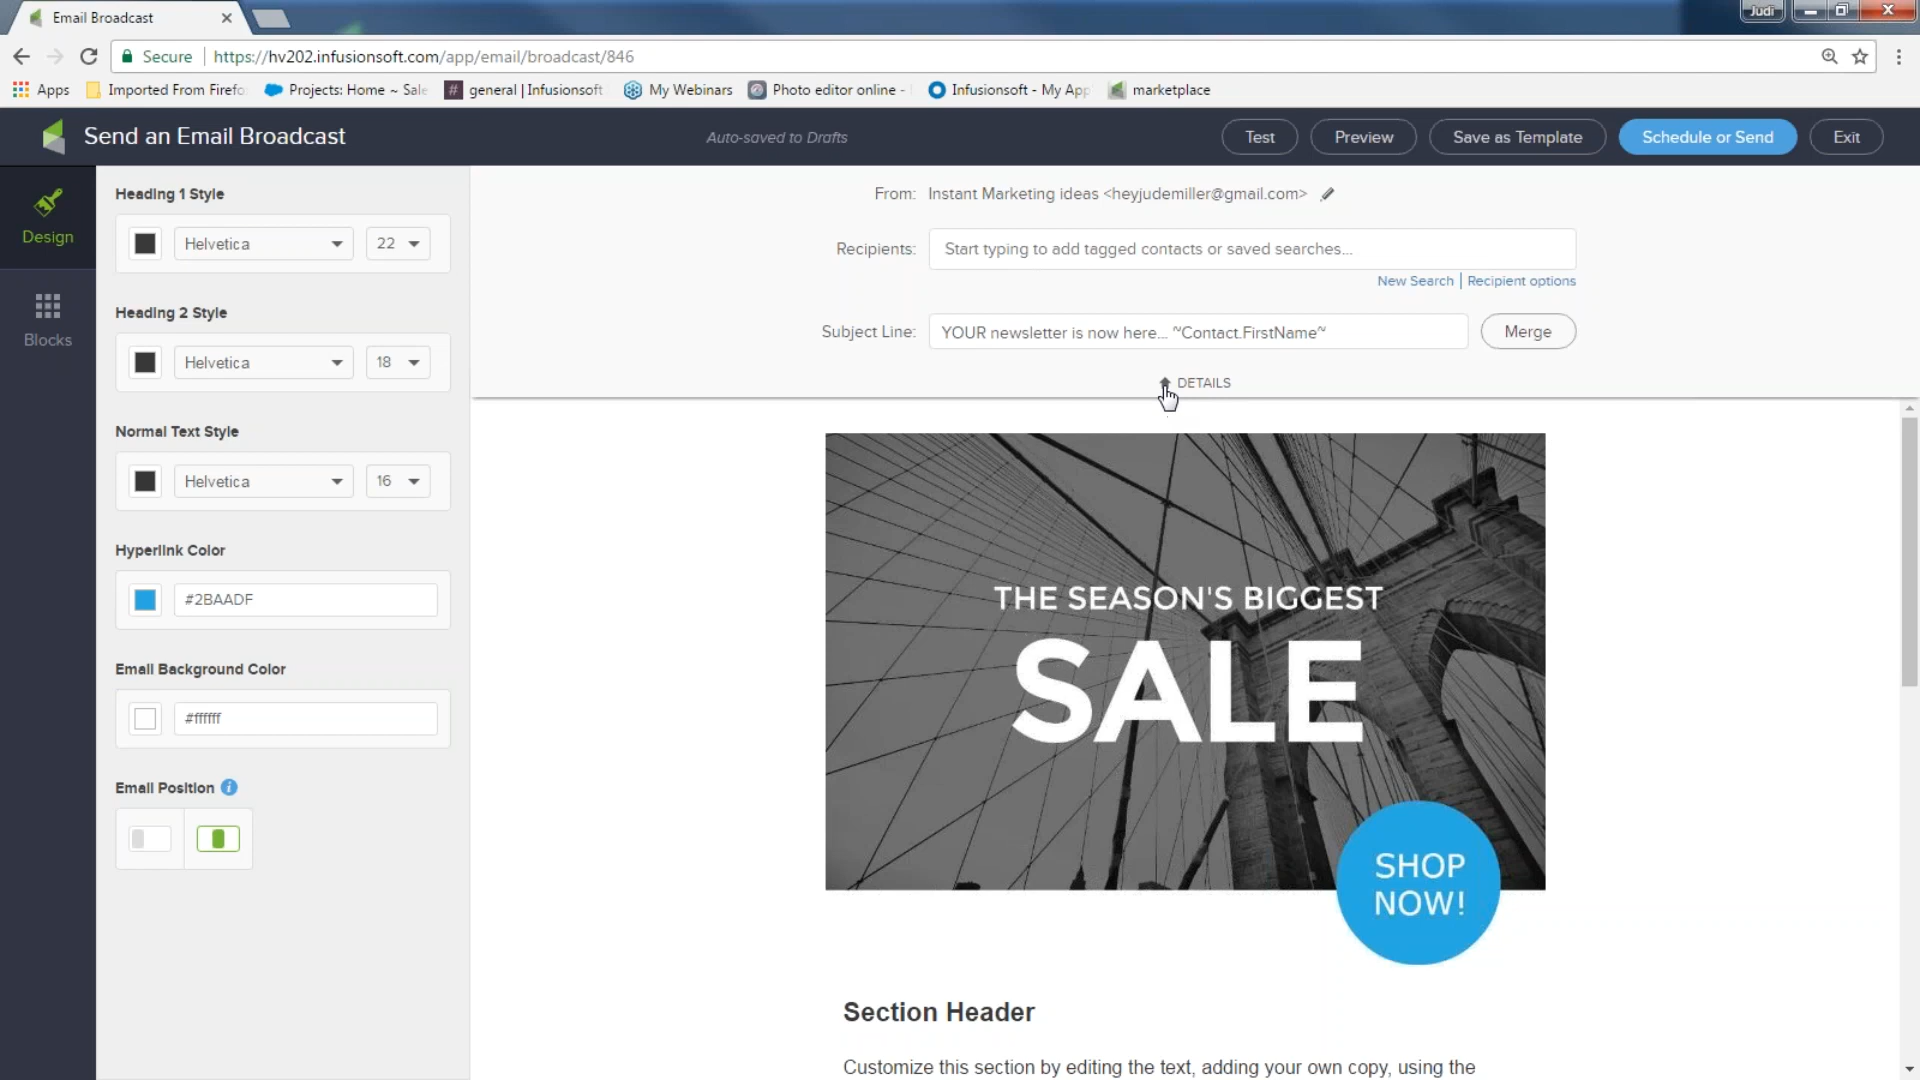 Email Broadcast
Judi
Secure https://hv202.infusionsoft.com/app/email/broadcast/846
Apps Imported From Firefo Projects: Home ~ Sale general | Infusionsoft My Webinars Photo editor online - Infusionsoft - My App marketplace
Send an Email Broadcast
Auto-saved to Drafts
Test
Preview
Save as Template
Schedule or Send
Exit
Design
Blocks
Heading 1 Style
Helvetica 22
Heading 2 Style
Helvetica 18
Normal Text Style
Helvetica 16
Hyperlink Color
#2BAADF
Email Background Color
#ffffff
Email Position
From: Instant Marketing ideas <heyjudemiller@gmail.com>
Recipients: Start typing to add tagged contacts or saved searches...
New Search | Recipient options
Subject Line: YOUR newsletter is now here... ~Contact.FirstName~ Merge
DETAILS
THE SEASON'S BIGGEST
SALE
SHOP
NOW!
Section Header
Customize this section by editing the text, adding your own copy, using the